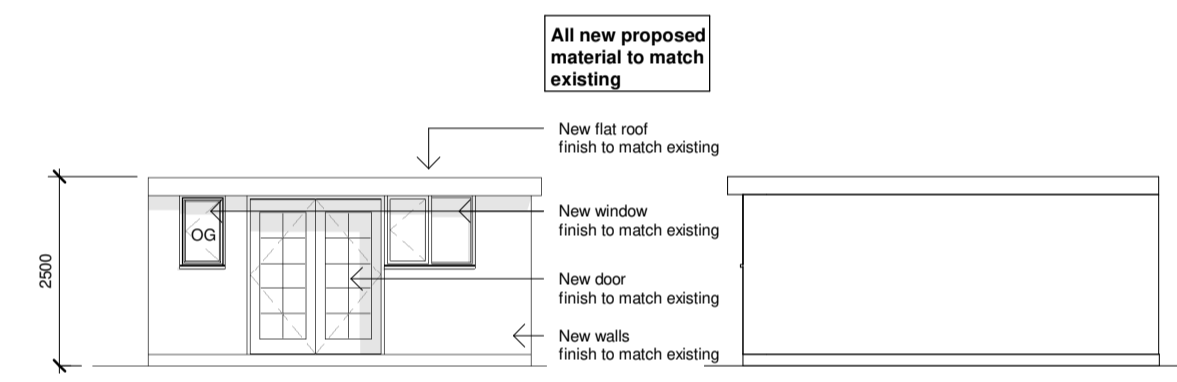 All new proposed
material to match
existing
New flat roof
finish to match existing
New window
finish to match existing
OG
2500
New door
finish to match existing
New walls
finish to match existing